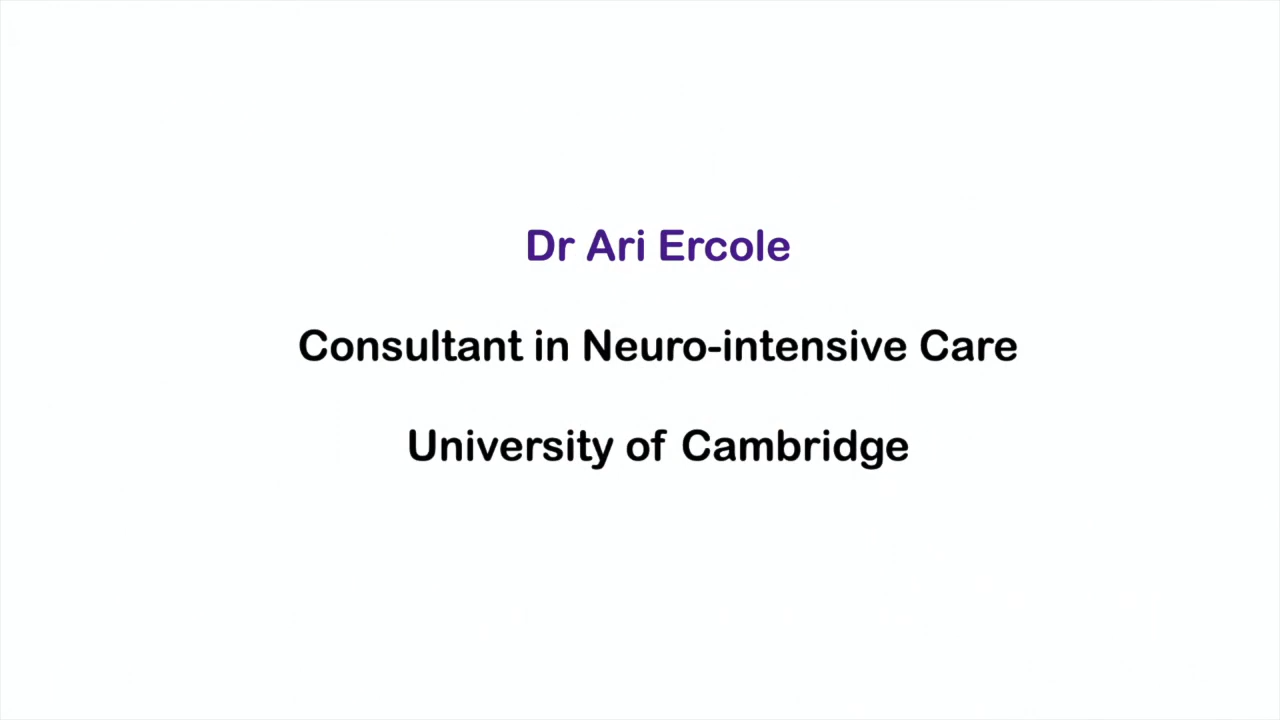 Dr Ari Ercole
Consultant in Neuro-intensive Care
University of Cambridge